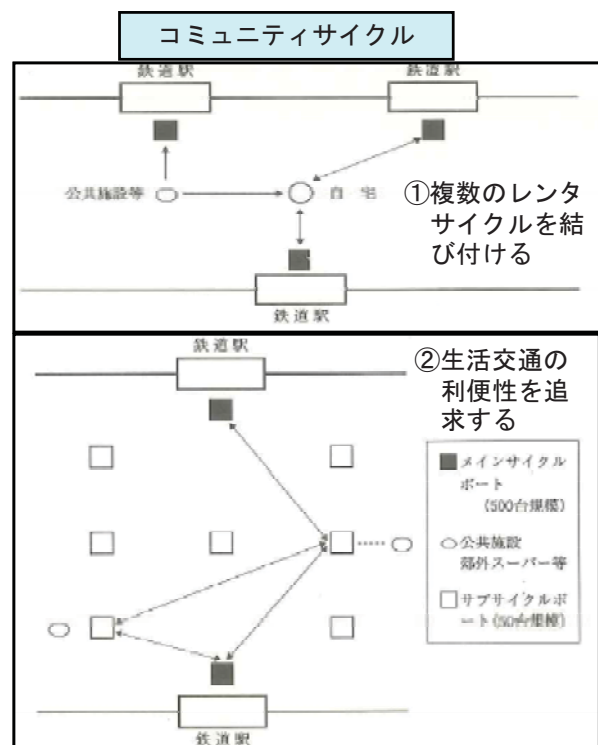 コミュニティサイクル
鉄道駅
鉄道駅
公共施設等
自宅
①複数のレンタ
サイクルを結
び付ける
鉄道駅
鉄道駅
②生活交通の
利便性を追
求する
メインサイクル
ポート
(500台規模)
公共施設
郊外スーパー等
サブサイクルポ
ート(50台規模)
鉄道駅